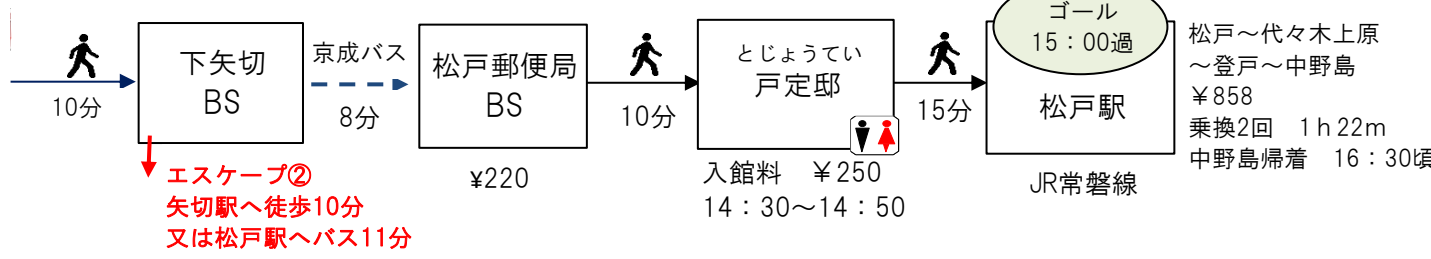 10分
下矢切
BS
京成バス
8分
松戸郵便局
BS
¥220
10分
とじょうてい
戸定邸
入館料　￥250
14：30～14：50
15分
ゴール
15：00過
松戸駅
JR常磐線
松戸～代々木上原
～登戸～中野島
￥858
乗換2回　1ｈ22ｍ
中野島帰着　16：30頃
エスケープ②
矢切駅へ徒歩10分
又は松戸駅へバス11分